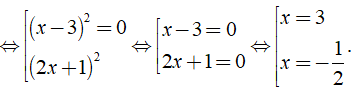 ⇔ [ (x−3)² = 0 ; (2x+1)² ⇔ [ x−3 = 0 ; 2x+1 = 0 ⇔ [ x = 3 ; x = −1/2 .